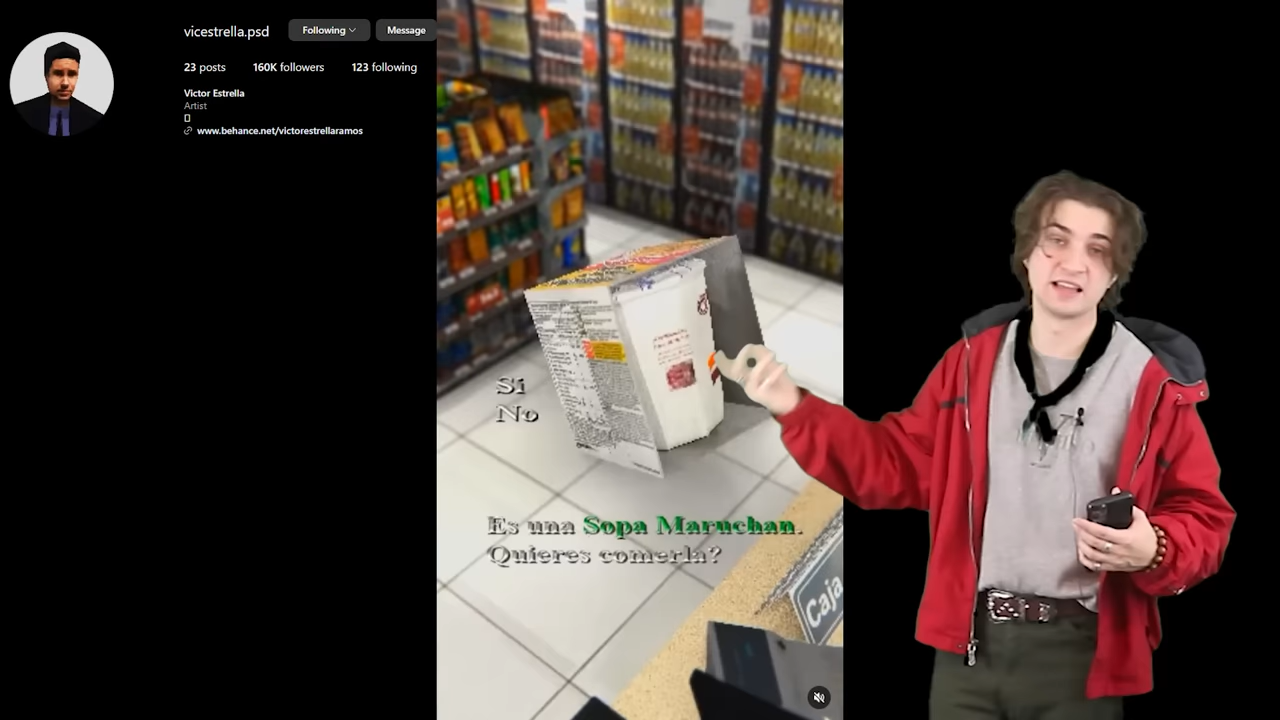 vicestrella.psd
Following
Message
23 posts
160K followers
123 following
Victor Estrella
Artist
www.behance.net/victorestrellaramos
Si
No
Es una Sopa Maruchan.
Quieres comerla?
Caja